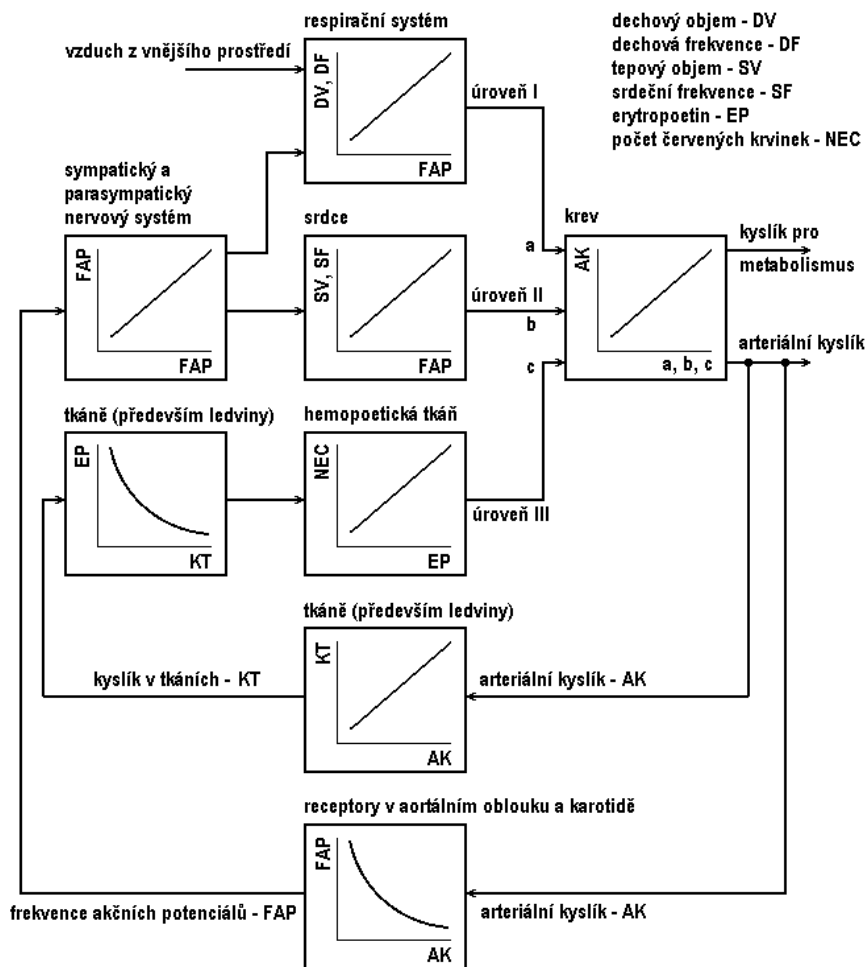 respirační systém
vzduch z vnějšího prostředí
DV, DF
FAP
úroveň I
dechový objem - DV
dechová frekvence - DF
tepový objem - SV
srdeční frekvence - SF
erytropoetin - EP
počet červených krvinek - NEC
sympatický a
parasympatický
nervový systém
FAP
FAP
srdce
SV, SF
FAP
úroveň II
a
b
c
krev
AK
a, b, c
kyslík pro
metabolismus
arteriální kyslík
tkáně (především ledviny)
EP
KT
hemopoetická tkáň
NEC
EP
úroveň III
tkáně (především ledviny)
KT
AK
kyslík v tkáních - KT
arteriální kyslík - AK
receptory v aortálním oblouku a karotidě
FAP
AK
frekvence akčních potenciálů - FAP
arteriální kyslík - AK